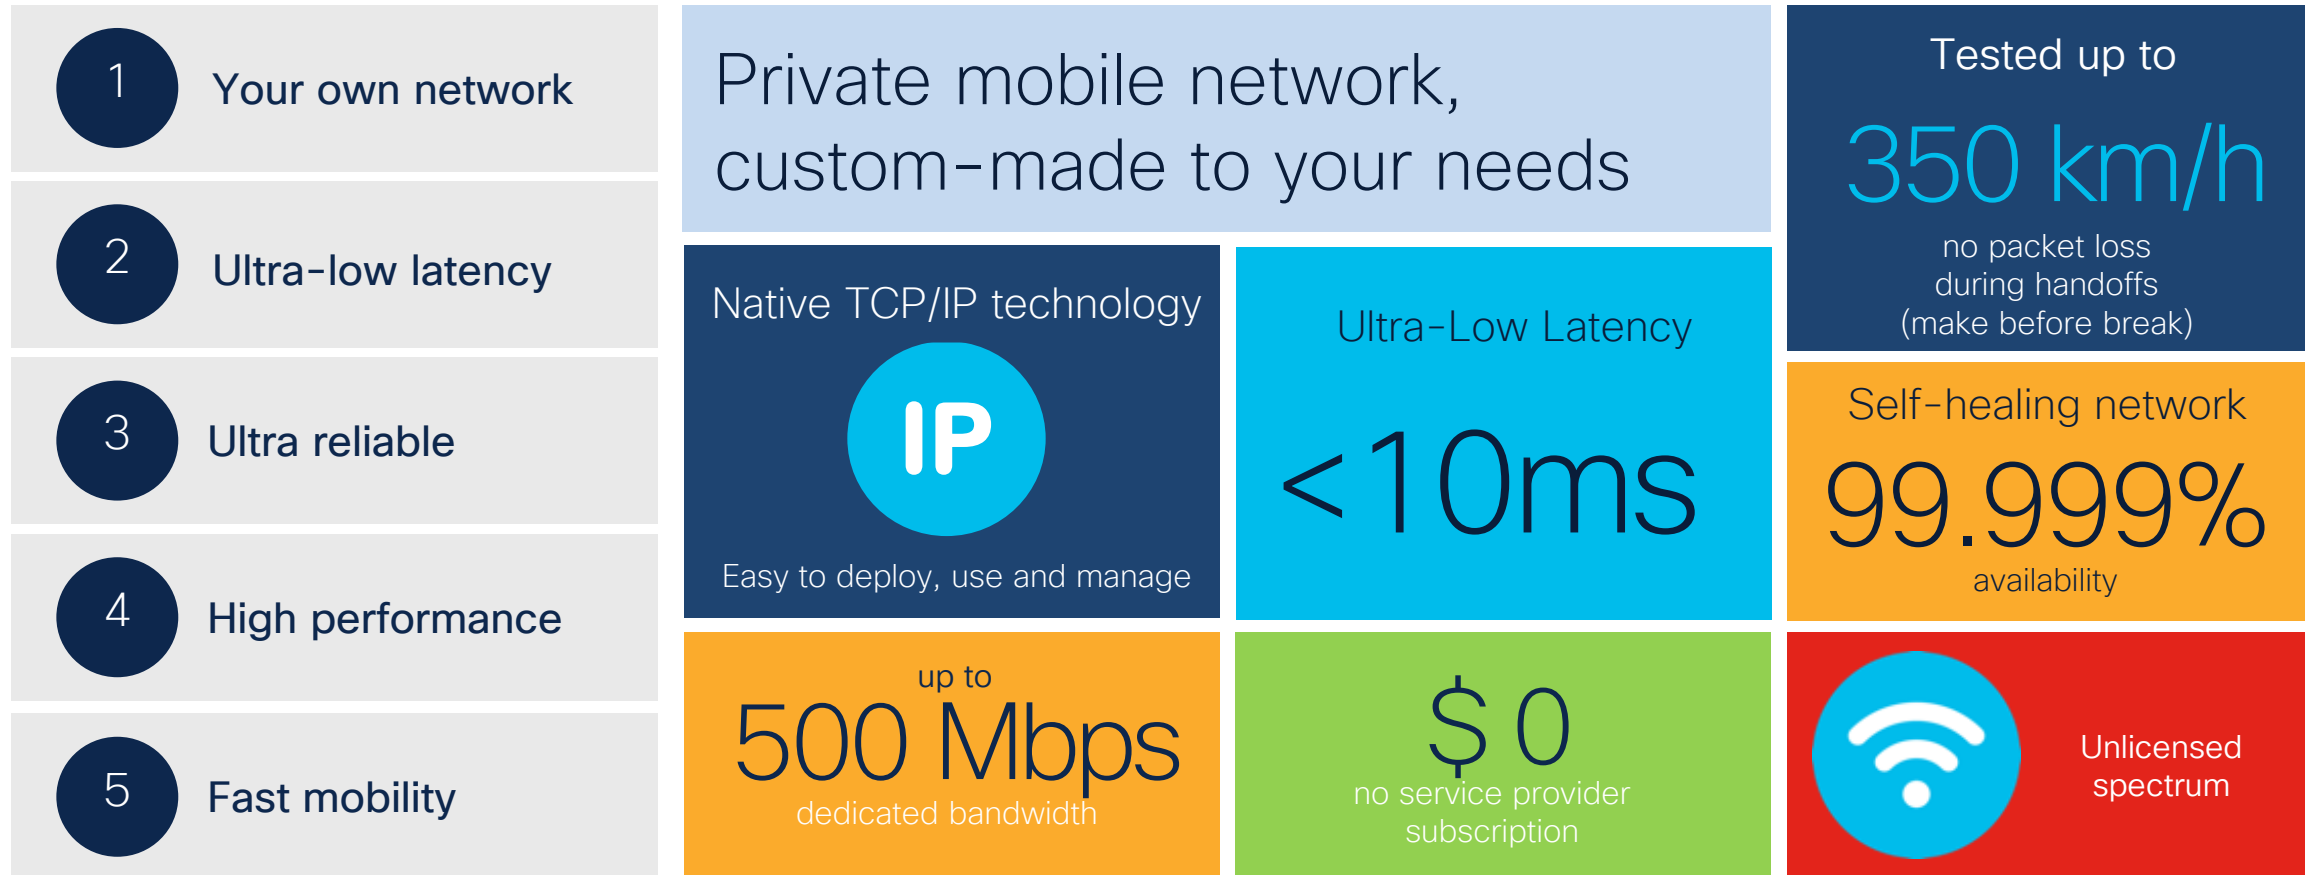 1
Your own network
2
Ultra-low latency
3
Ultra reliable
4
High performance
5
Fast mobility
Private mobile network,
custom-made to your needs
Native TCP/IP technology
IP
Easy to deploy, use and manage
Ultra-Low Latency
<10ms
Tested up to
350 km/h
no packet loss
during handoffs
(make before break)
Self-healing network
99.999%
availability
up to
500 Mbps
dedicated bandwidth
$ 0
no service provider
subscription
Unlicensed
spectrum